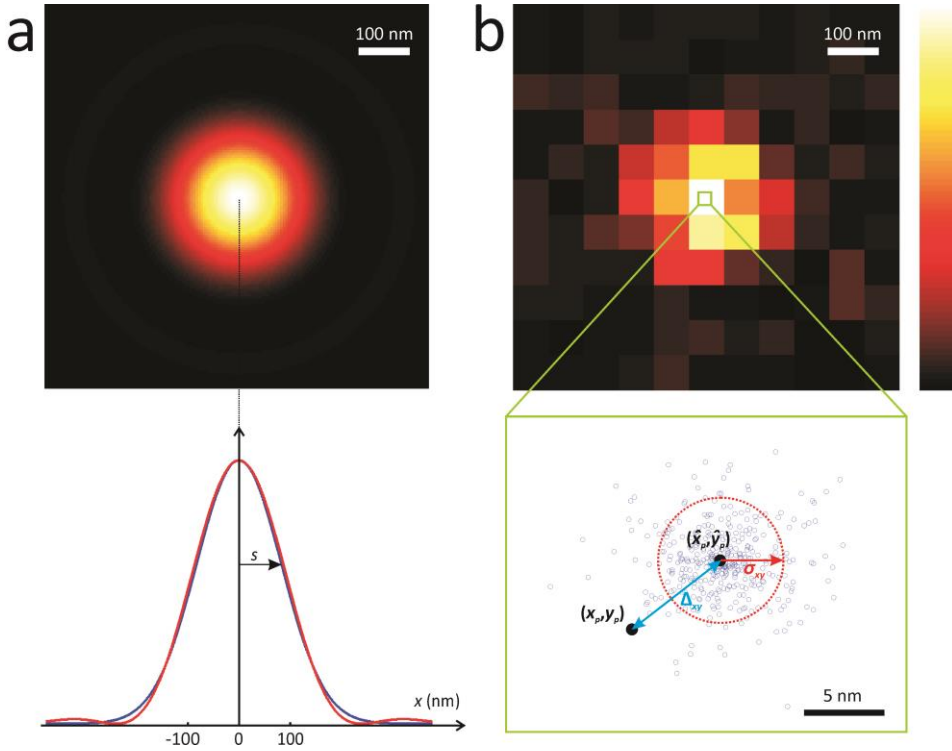 a
100 nm
s
x (nm)
-100 0 100
b
100 nm
(x̂ₚ,ŷₚ)
σxy
Δxy
(xₚ,yₚ)
5 nm